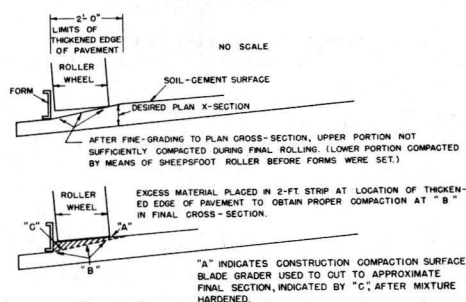 2'-0"
LIMITS OF
THICKENED EDGE
OF PAVEMENT
NO SCALE
ROLLER
WHEEL
SOIL-CEMENT SURFACE
FORM
DESIRED PLAN X-SECTION
AFTER FINE-GRADING TO PLAN CROSS-SECTION, UPPER PORTION NOT
SUFFICIENTLY COMPACTED DURING FINAL ROLLING. (LOWER PORTION COMPACTED
BY MEANS OF SHEEPSFOOT ROLLER BEFORE FORMS WERE SET.)
ROLLER
WHEEL
EXCESS MATERIAL PLACED IN 2-FT. STRIP AT LOCATION OF THICKEN-
ED EDGE OF PAVEMENT TO OBTAIN PROPER COMPACTION AT "B"
IN FINAL CROSS-SECTION.
"C"
"A"
"B"
"A" INDICATES CONSTRUCTION COMPACTION SURFACE
BLADE GRADER USED TO CUT TO APPROXIMATE
FINAL SECTION, INDICATED BY "C", AFTER MIXTURE
HARDENED.